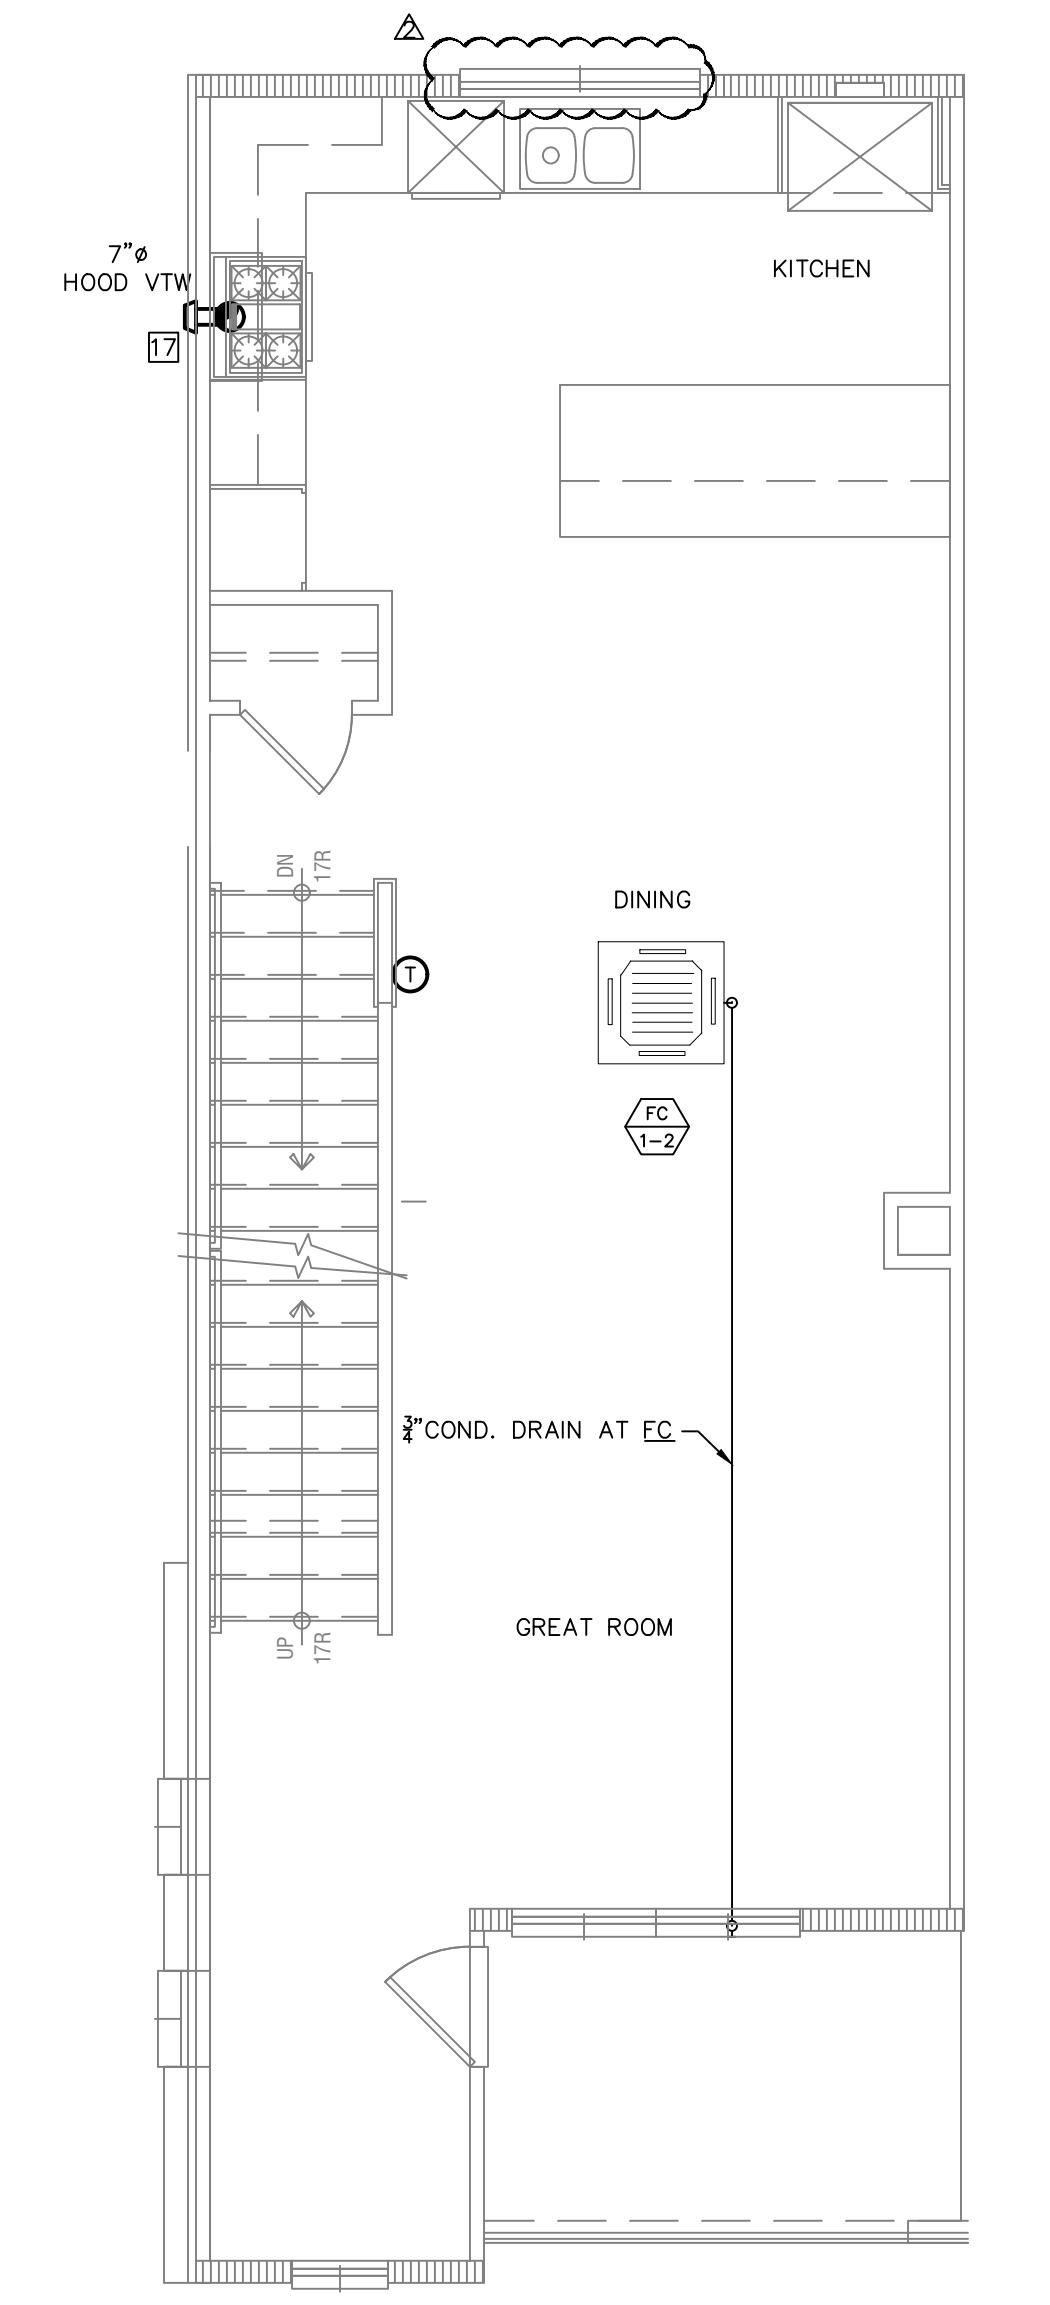 2
7"ø
HOOD VTW
17
KITCHEN
DN
17R
DINING
T
FC
1-2
3/4"COND. DRAIN AT FC
GREAT ROOM
UP
17R